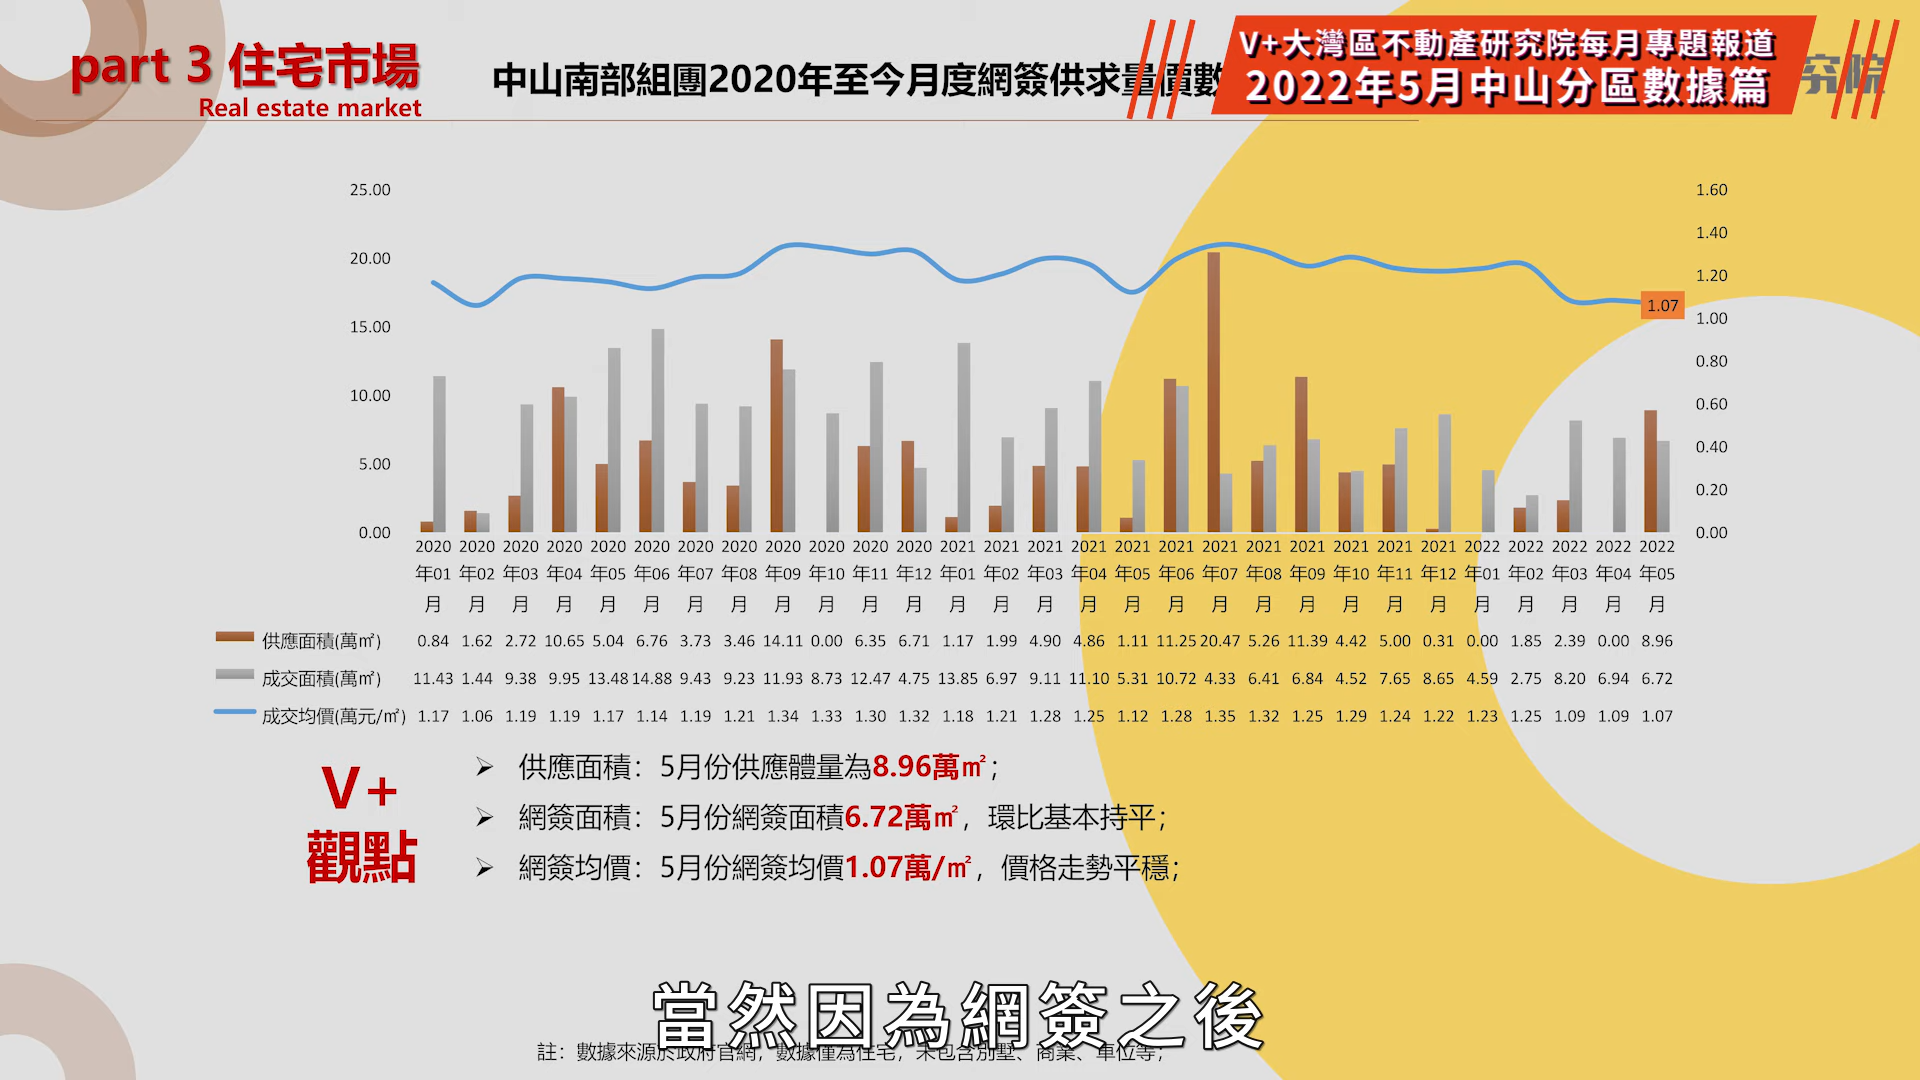 part 3 住宅市場
Real estate market
中山南部組團2020年至今月度網簽供求量價數
V+大灣區不動產研究院每月專題報道
2022年5月中山分區數據篇
究院
25.00
20.00
15.00
10.00
5.00
0.00
1.60
1.40
1.20
1.00
0.80
0.60
0.40
0.20
0.00
1.07
2020年01月 2020年02月 2020年03月 2020年04月 2020年05月 2020年06月 2020年07月 2020年08月 2020年09月 2020年10月 2020年11月 2020年12月 2021年01月 2021年02月 2021年03月 2021年04月 2021年05月 2021年06月 2021年07月 2021年08月 2021年09月 2021年10月 2021年11月 2021年12月 2022年01月 2022年02月 2022年03月 2022年04月 2022年05月
供應面積(萬㎡) 0.84 1.62 2.72 10.65 5.04 6.76 3.73 3.46 14.11 0.00 6.35 6.71 1.17 1.99 4.90 4.86 1.11 11.25 20.47 5.26 11.39 4.42 5.00 0.31 0.00 1.85 2.39 0.00 8.96
成交面積(萬㎡) 11.43 1.44 9.38 9.95 13.48 14.88 9.43 9.23 11.93 8.73 12.47 4.75 13.85 6.97 9.11 11.10 5.31 10.72 4.33 6.41 6.84 4.52 7.65 8.65 4.59 2.75 8.20 6.94 6.72
成交均價(萬元/㎡) 1.17 1.06 1.19 1.19 1.17 1.14 1.19 1.21 1.34 1.33 1.30 1.32 1.18 1.21 1.28 1.25 1.12 1.28 1.35 1.32 1.25 1.29 1.24 1.22 1.23 1.25 1.09 1.09 1.07
V+
觀點
供應面積：5月份供應體量為8.96萬㎡；
網簽面積：5月份網簽面積6.72萬㎡，環比基本持平；
網簽均價：5月份網簽均價1.07萬/㎡，價格走勢平穩；
當然因為網簽之後
註：數據來源於政府官網，數據僅為住宅，未包含別墅、商業、車位等；